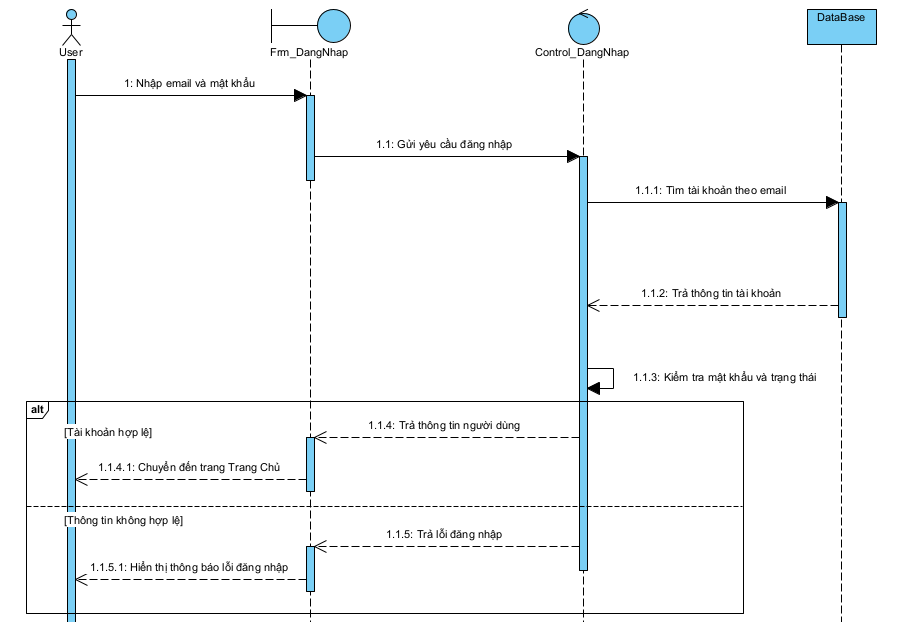 User
Frm_DangNhap
Control_DangNhap
DataBase
1: Nhập email và mật khẩu
1.1: Gửi yêu cầu đăng nhập
1.1.1: Tìm tài khoản theo email
1.1.2: Trả thông tin tài khoản
1.1.3: Kiểm tra mật khẩu và trạng thái
alt
[Tài khoản hợp lệ]
1.1.4: Trả thông tin người dùng
1.1.4.1: Chuyển đến trang Trang Chủ
[Thông tin không hợp lệ]
1.1.5: Trả lỗi đăng nhập
1.1.5.1: Hiển thị thông báo lỗi đăng nhập